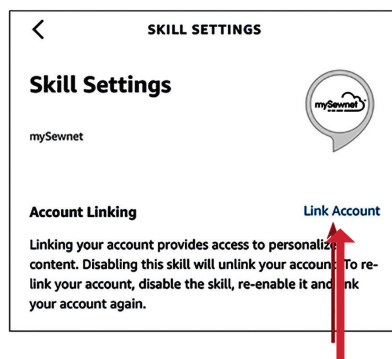 SKILL SETTINGS
Skill Settings
mySewnet
mySewnet
Account Linking
Link Account
Linking your account provides access to personalize
content. Disabling this skill will unlink your account. To re-
link your account, disable the skill, re-enable it and
your account again.